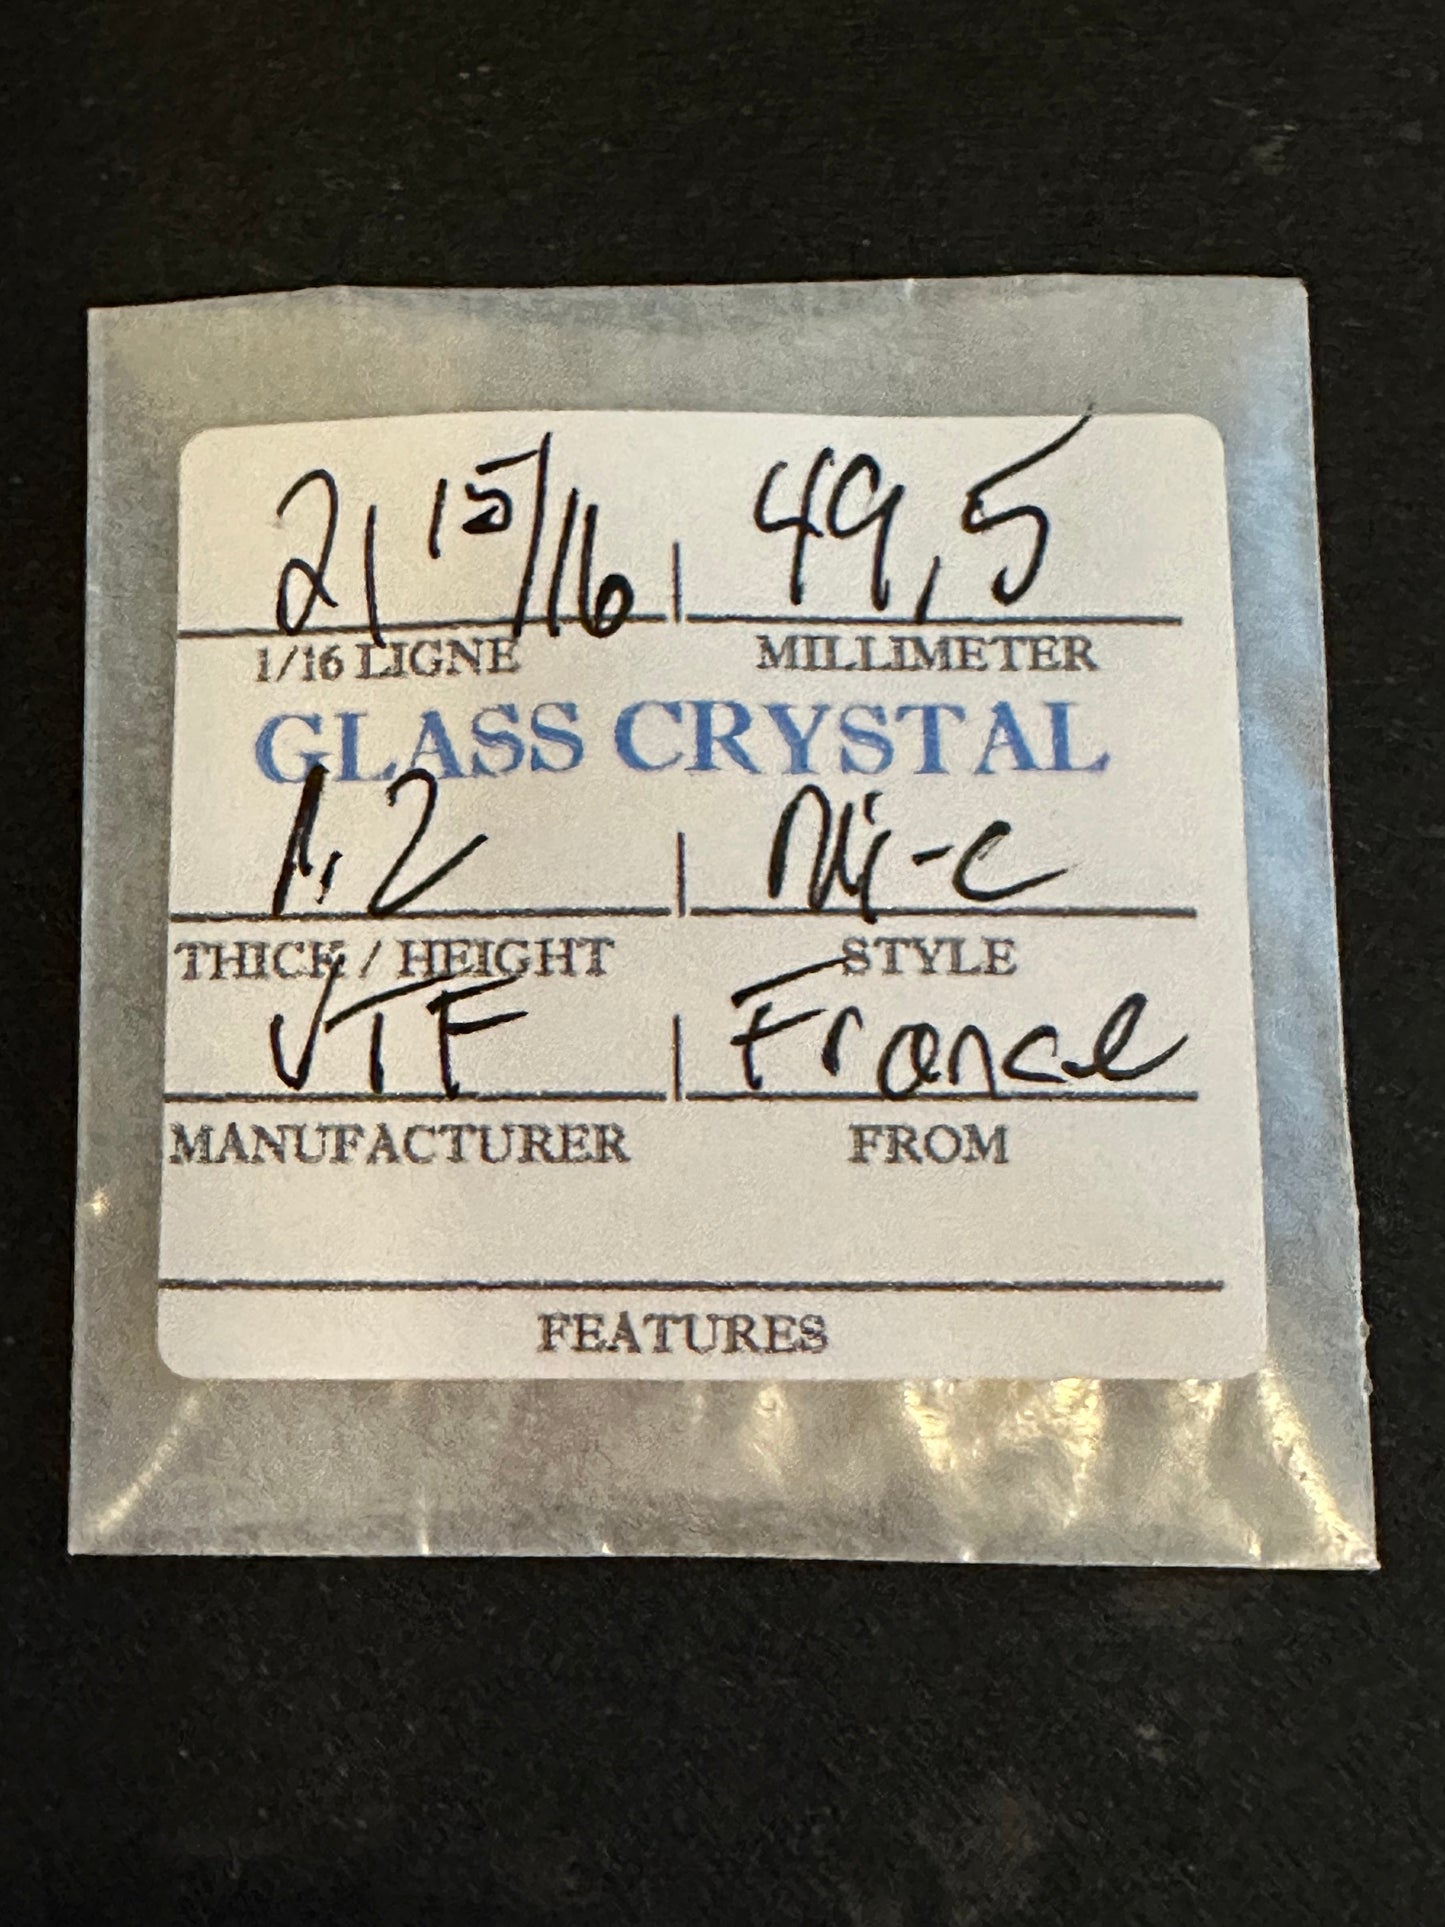 21 15/16 | 49,5
1/16 LIGNE MILLIMETER
GLASS CRYSTAL
1.2 | Mi-c
THICK / HEIGHT STYLE
VTF | France
MANUFACTURER FROM
FEATURES